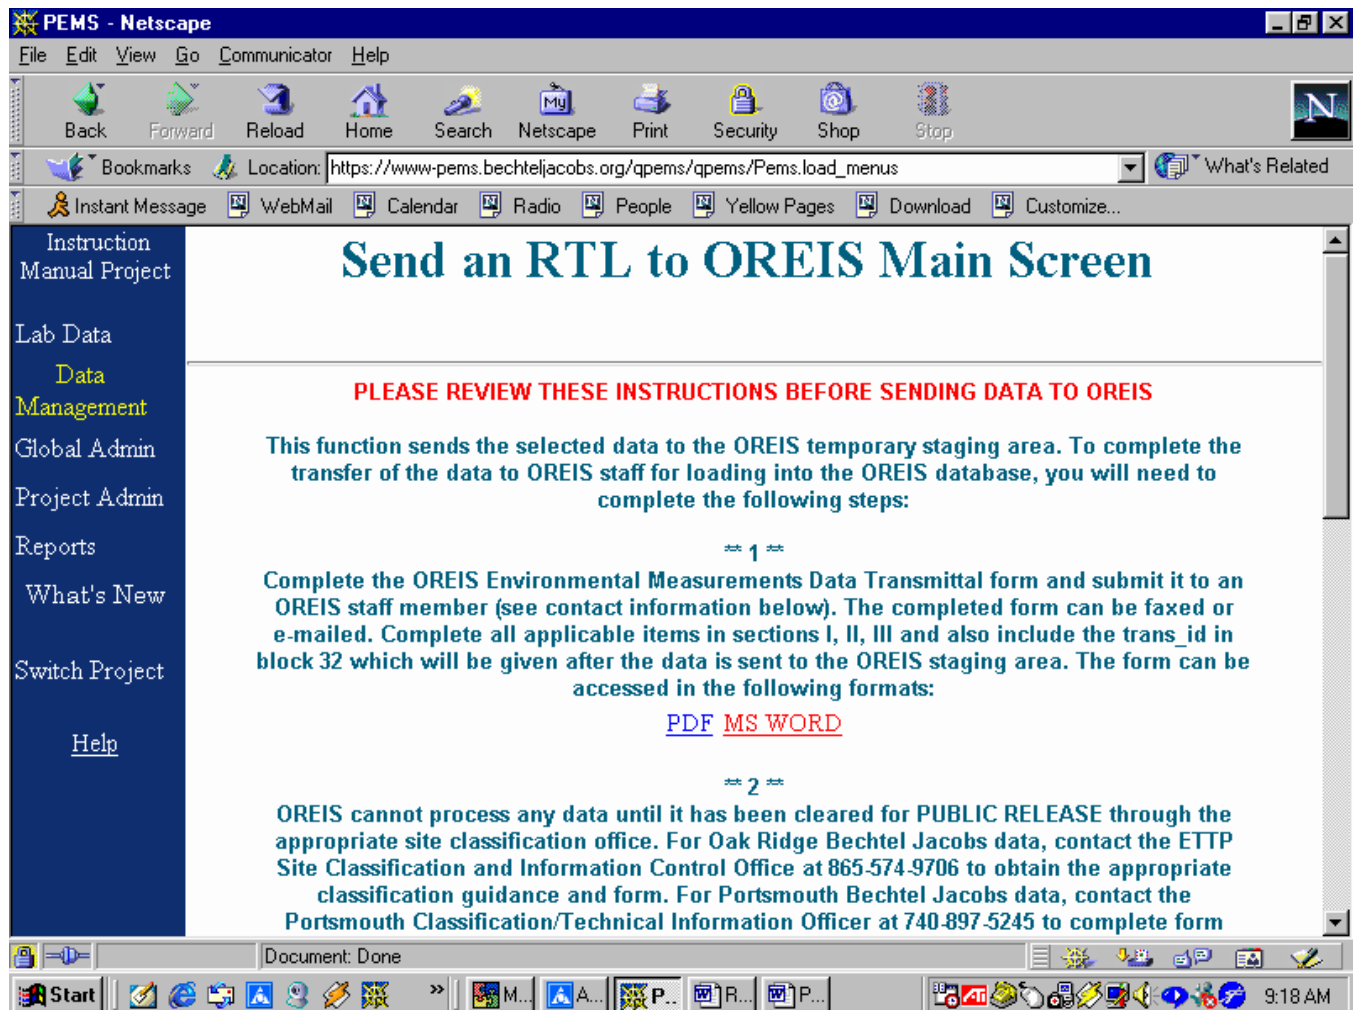 PEMS - Netscape
File Edit View Go Communicator Help
Back Forward Reload Home Search Netscape Print Security Shop Stop
My
N
Bookmarks Location: https://www-pems.bechteljacobs.org/qpems/qpems/Pems.load_menus What's Related
Instant Message WebMail Calendar Radio People Yellow Pages Download Customize...
Instruction
Manual Project
Lab Data
Data
Management
Global Admin
Project Admin
Reports
What's New
Switch Project
Help
Send an RTL to OREIS Main Screen
PLEASE REVIEW THESE INSTRUCTIONS BEFORE SENDING DATA TO OREIS
This function sends the selected data to the OREIS temporary staging area. To complete the
transfer of the data to OREIS staff for loading into the OREIS database, you will need to
complete the following steps:
** 1 **
Complete the OREIS Environmental Measurements Data Transmittal form and submit it to an
OREIS staff member (see contact information below). The completed form can be faxed or
e-mailed. Complete all applicable items in sections I, II, III and also include the trans_id in
block 32 which will be given after the data is sent to the OREIS staging area. The form can be
accessed in the following formats:
PDF MS WORD
** 2 **
OREIS cannot process any data until it has been cleared for PUBLIC RELEASE through the
appropriate site classification office. For Oak Ridge Bechtel Jacobs data, contact the ETTP
Site Classification and Information Control Office at 865-574-9706 to obtain the appropriate
classification guidance and form. For Portsmouth Bechtel Jacobs data, contact the
Portsmouth Classification/Technical Information Officer at 740-897-5245 to complete form
Document: Done
Start » M... A... P... R... P... ATI 9:18 AM